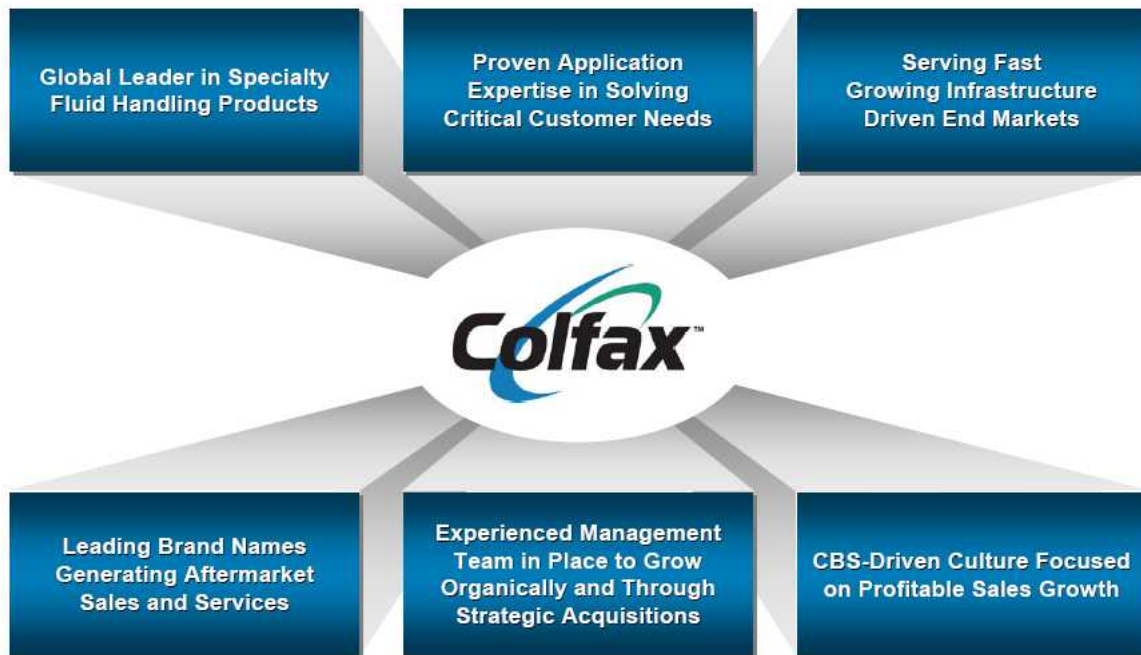 Global Leader in Specialty
Fluid Handling Products
Proven Application
Expertise in Solving
Critical Customer Needs
Serving Fast
Growing Infrastructure
Driven End Markets
Colfax™
Leading Brand Names
Generating Aftermarket
Sales and Services
Experienced Management
Team in Place to Grow
Organically and Through
Strategic Acquisitions
CBS-Driven Culture Focused
on Profitable Sales Growth